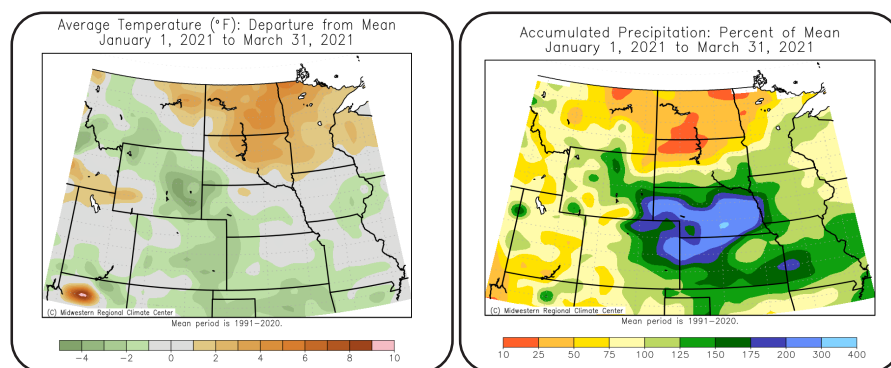 Average Temperature (°F): Departure from Mean
January 1, 2021 to March 31, 2021
(C) Midwestern Regional Climate Center
Mean period is 1991-2020.
-4 -2 0 2 4 6 8 10
Accumulated Precipitation: Percent of Mean
January 1, 2021 to March 31, 2021
(C) Midwestern Regional Climate Center
Mean period is 1991-2020.
10 25 50 75 100 125 150 175 200 300 400